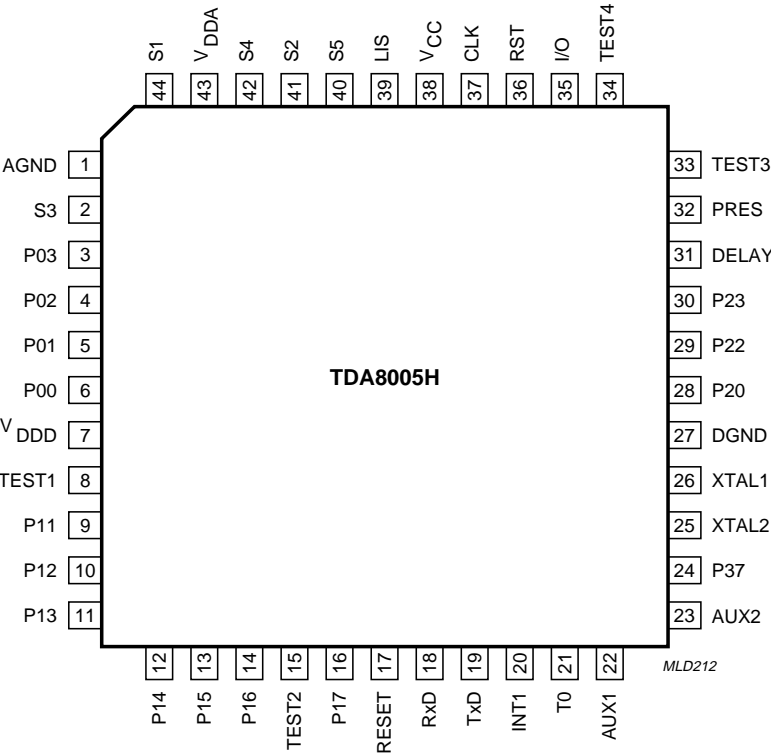 S1
VDDA
S4
S2
S5
LIS
VCC
CLK
RST
I/O
TEST4
44
43
42
41
40
39
38
37
36
35
34
AGND 1
S3 2
P03 3
P02 4
P01 5
P00 6
VDDD 7
TEST1 8
P11 9
P12 10
P13 11
TDA8005H
33 TEST3
32 PRES
31 DELAY
30 P23
29 P22
28 P20
27 DGND
26 XTAL1
25 XTAL2
24 P37
23 AUX2
12
13
14
15
16
17
18
19
20
21
22
P14
P15
P16
TEST2
P17
RESET
RxD
TxD
INT1
T0
AUX1
MLD212